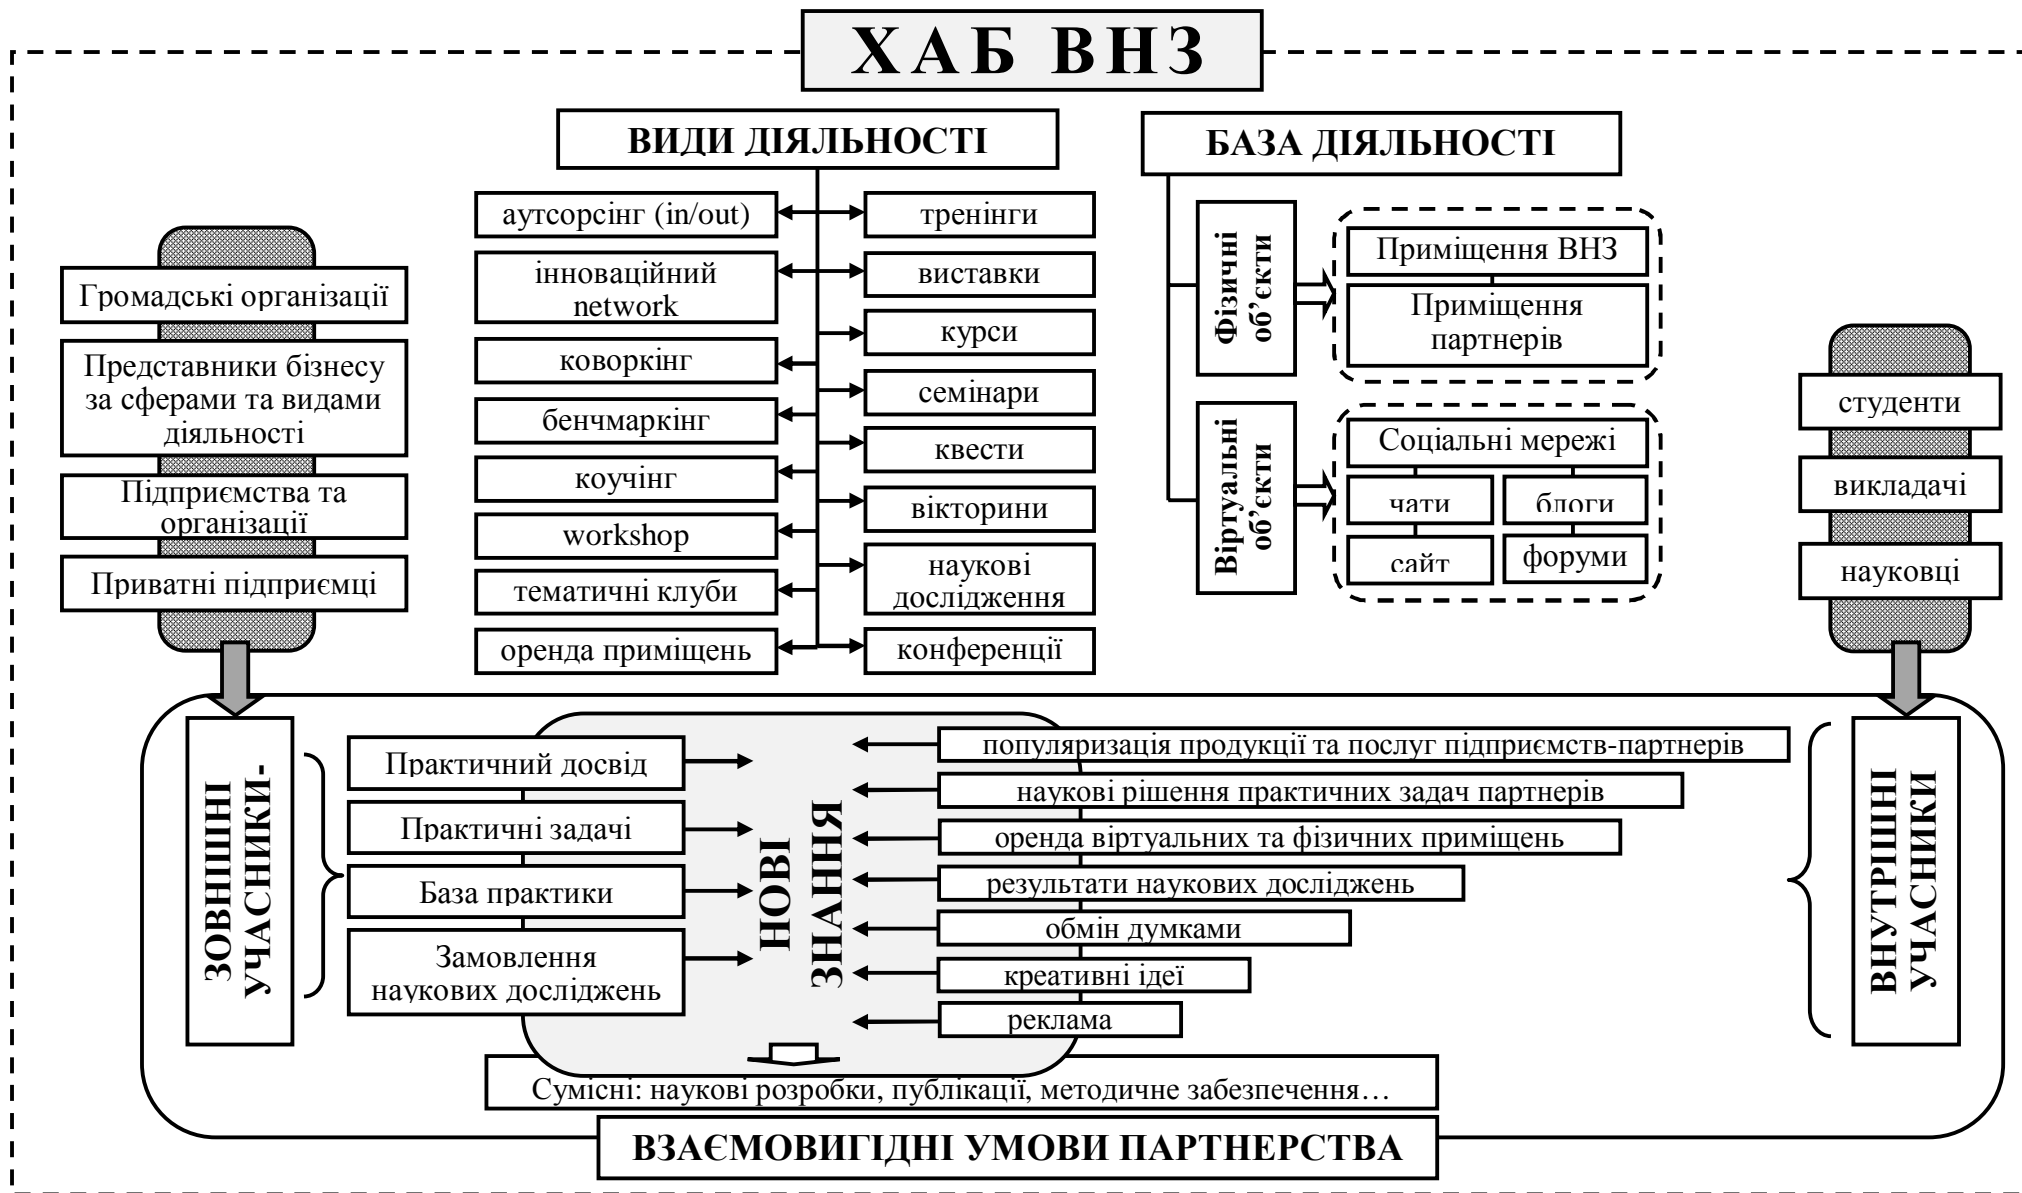 ХАБ ВНЗ
ВИДИ ДІЯЛЬНОСТІ
БАЗА ДІЯЛЬНОСТІ
Громадські організації
Представники бізнесу
за сферами та видами
діяльності
Підприємства та
організації
Приватні підприємці
аутсорсінг (in/out)
інноваційний
network
коворкінг
бенчмаркінг
коучінг
workshop
тематичні клуби
оренда приміщень
тренінги
виставки
курси
семінари
квести
вікторини
наукові
дослідження
конференції
Фізичні
об’єкти
Приміщення ВНЗ
Приміщення
партнерів
Віртуальні
об’єкти
Соціальні мережі
чати
блоги
сайт
форуми
студенти
викладачі
науковці
ЗОВНІШНІ
УЧАСНИКИ-
Практичний досвід
Практичні задачі
База практики
Замовлення
наукових досліджень
НОВІ
ЗНАННЯ
популяризація продукції та послуг підприємств-партнерів
наукові рішення практичних задач партнерів
оренда віртуальних та фізичних приміщень
результати наукових досліджень
обмін думками
креативні ідеї
реклама
ВНУТРІШНІ
УЧАСНИКИ
Сумісні: наукові розробки, публікації, методичне забезпечення…
ВЗАЄМОВИГІДНІ УМОВИ ПАРТНЕРСТВА